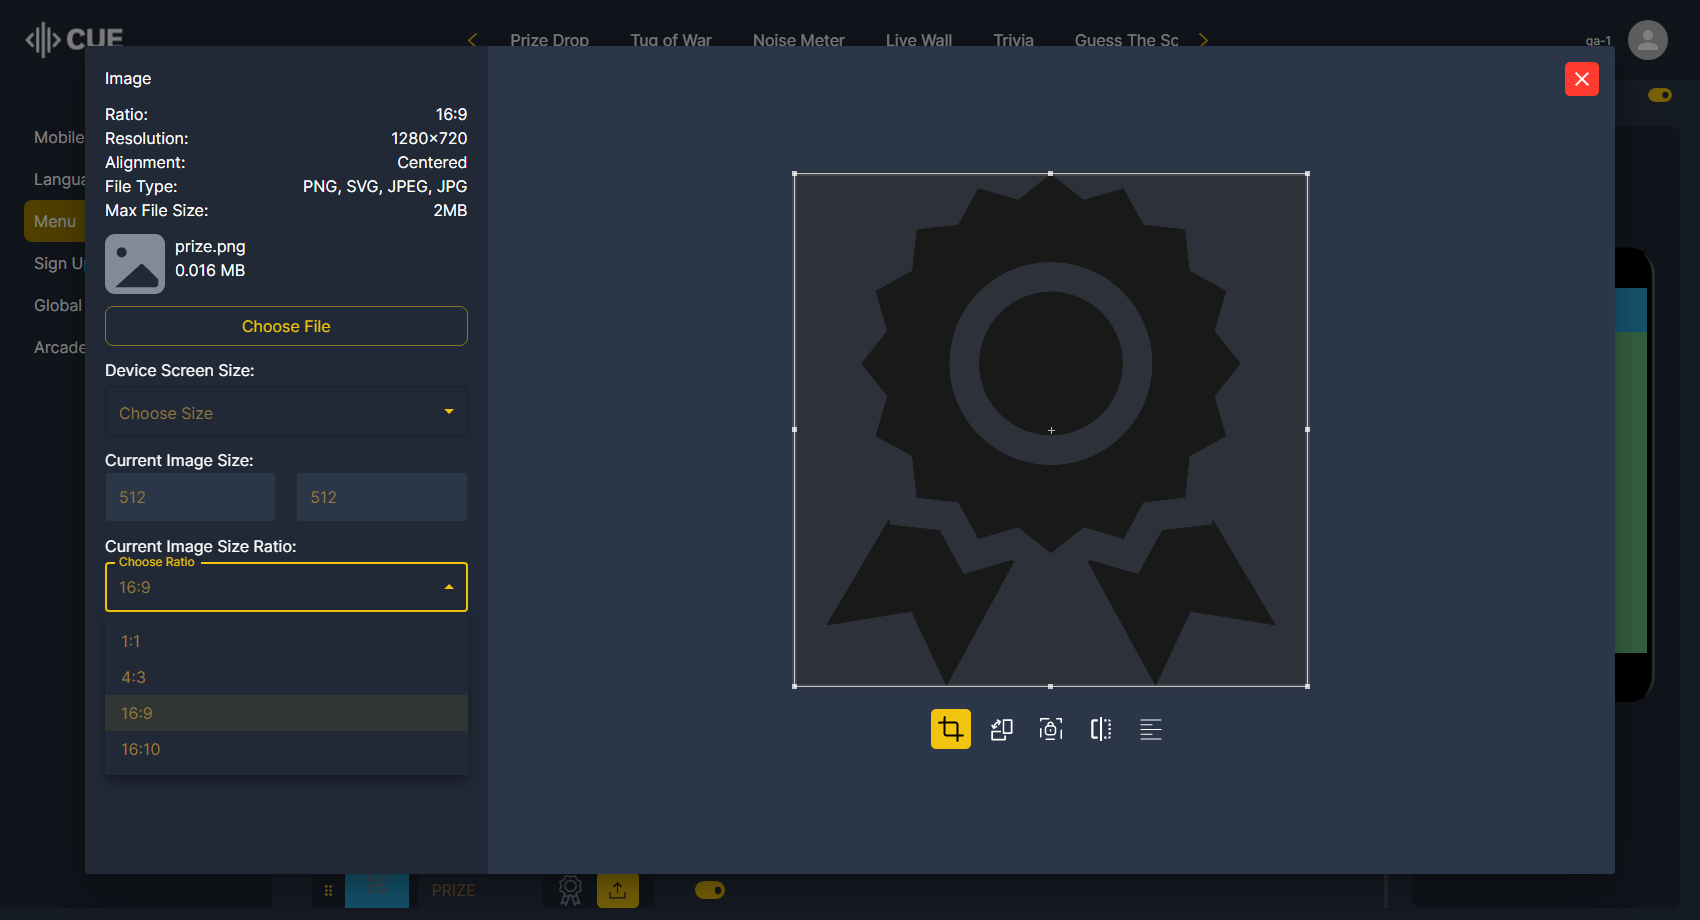 CUE
Prize Drop Tug of War Noise Meter Live Wall Trivia Guess The Sc
qa-1
Mobile
Langua
Menu
Sign U
Global
Arcade
Image
Ratio: 16:9
Resolution: 1280×720
Alignment: Centered
File Type: PNG, SVG, JPEG, JPG
Max File Size: 2MB
prize.png
0.016 MB
Choose File
Device Screen Size:
Choose Size
Current Image Size:
512 512
Current Image Size Ratio:
Choose Ratio
16:9
1:1
4:3
16:9
16:10
PRIZE